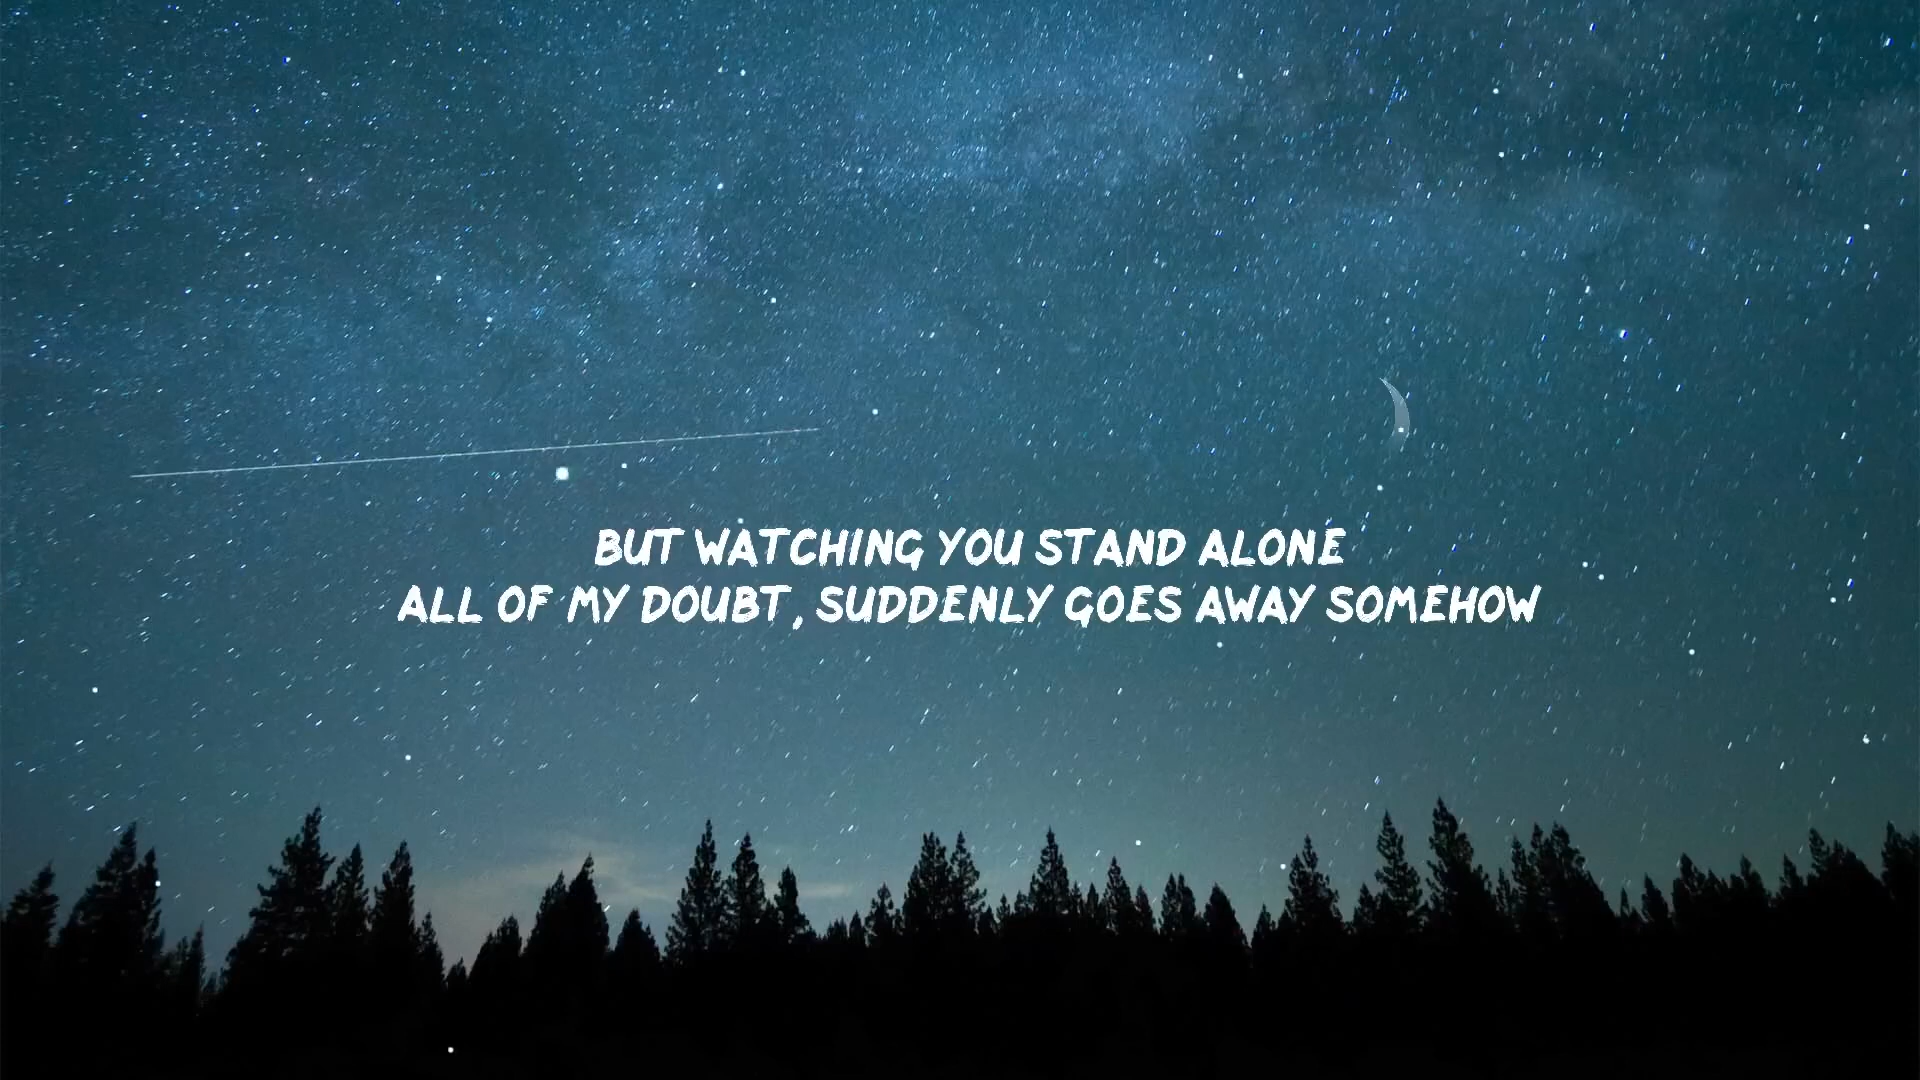 BUT WATCHING YOU STAND ALONE
ALL OF MY DOUBT, SUDDENLY GOES AWAY SOMEHOW